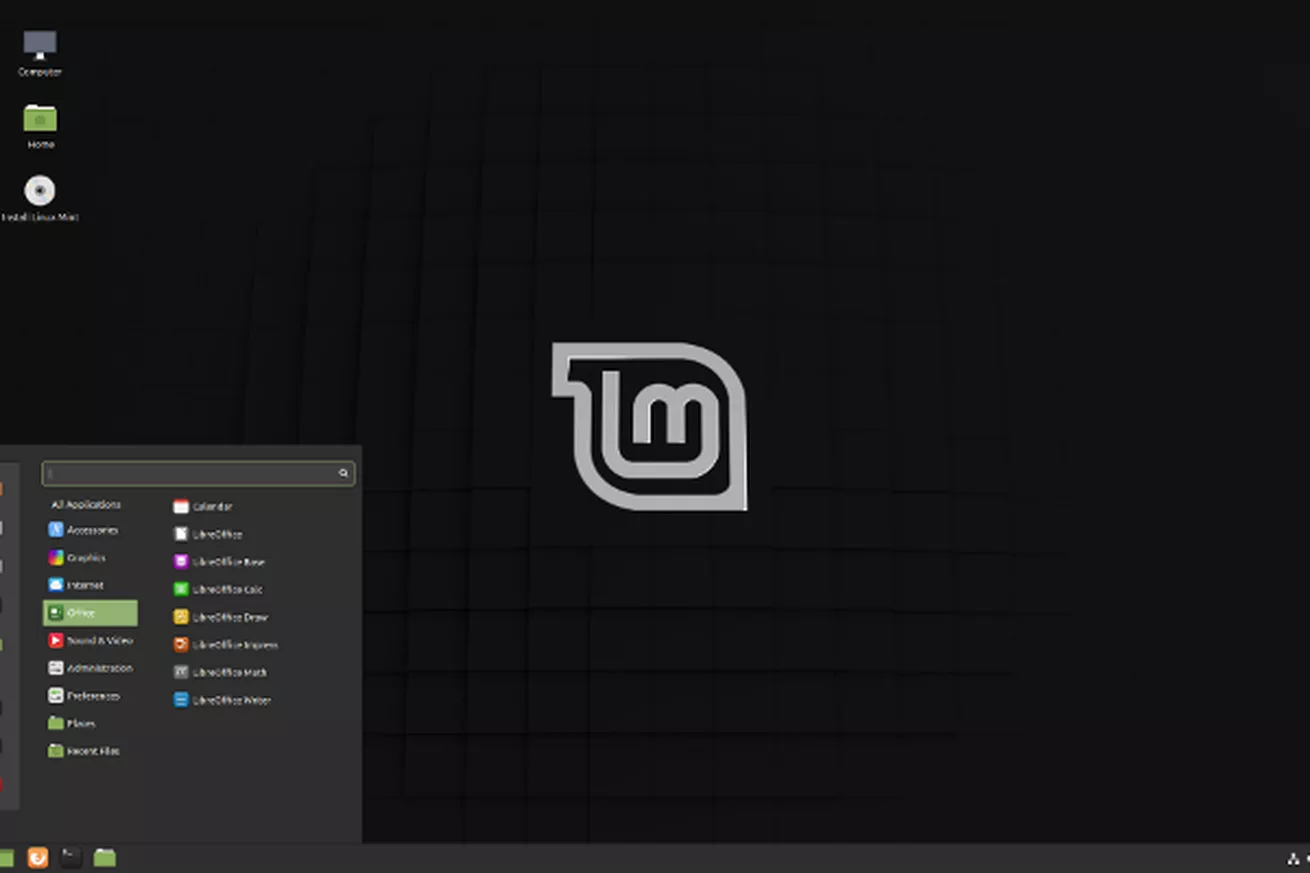 Computer
Home
Install Linux Mint
lm
All Applications
Accessories
Graphics
Internet
Office
Sound & Video
Administration
Preferences
Places
Recent Files
Calendar
LibreOffice
LibreOffice Base
LibreOffice Calc
LibreOffice Draw
LibreOffice Impress
LibreOffice Math
LibreOffice Writer